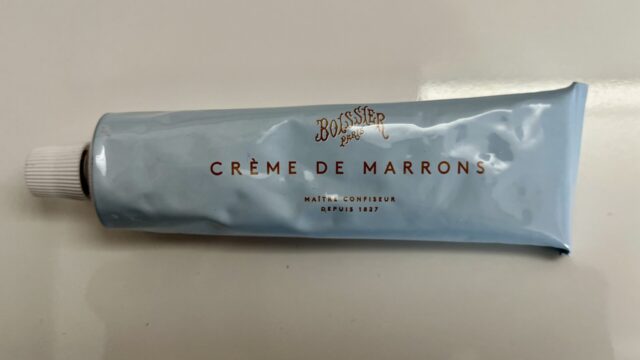 BOISSIER
PARIS
CRÈME DE MARRONS
MAÎTRE CONFISEUR
DEPUIS 1827